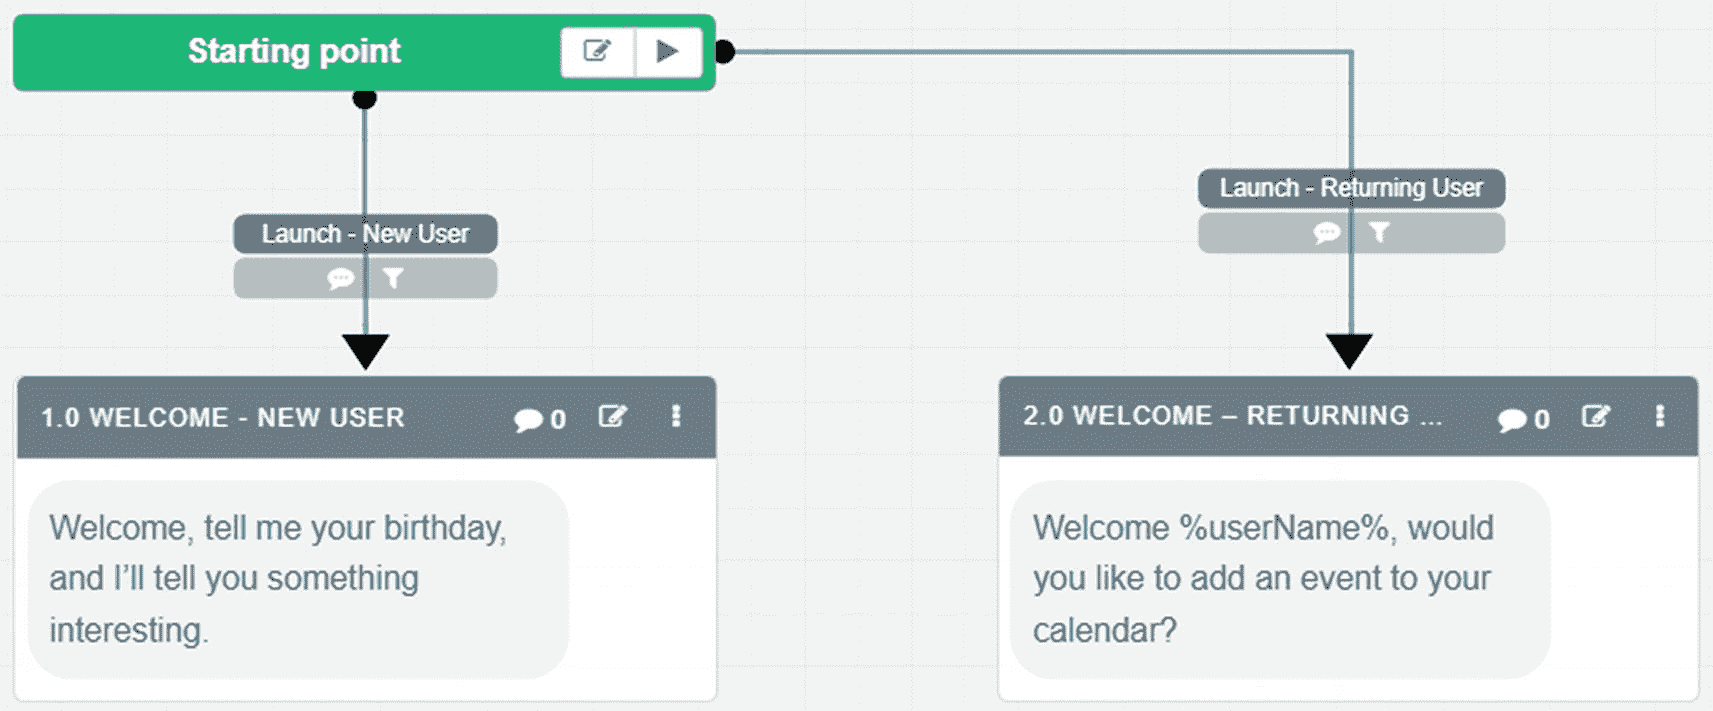 Starting point
Launch - New User
Launch - Returning User
1.0 WELCOME - NEW USER 0
Welcome, tell me your birthday,
and I’ll tell you something
interesting.
2.0 WELCOME – RETURNING ... 0
Welcome %userName%, would
you like to add an event to your
calendar?